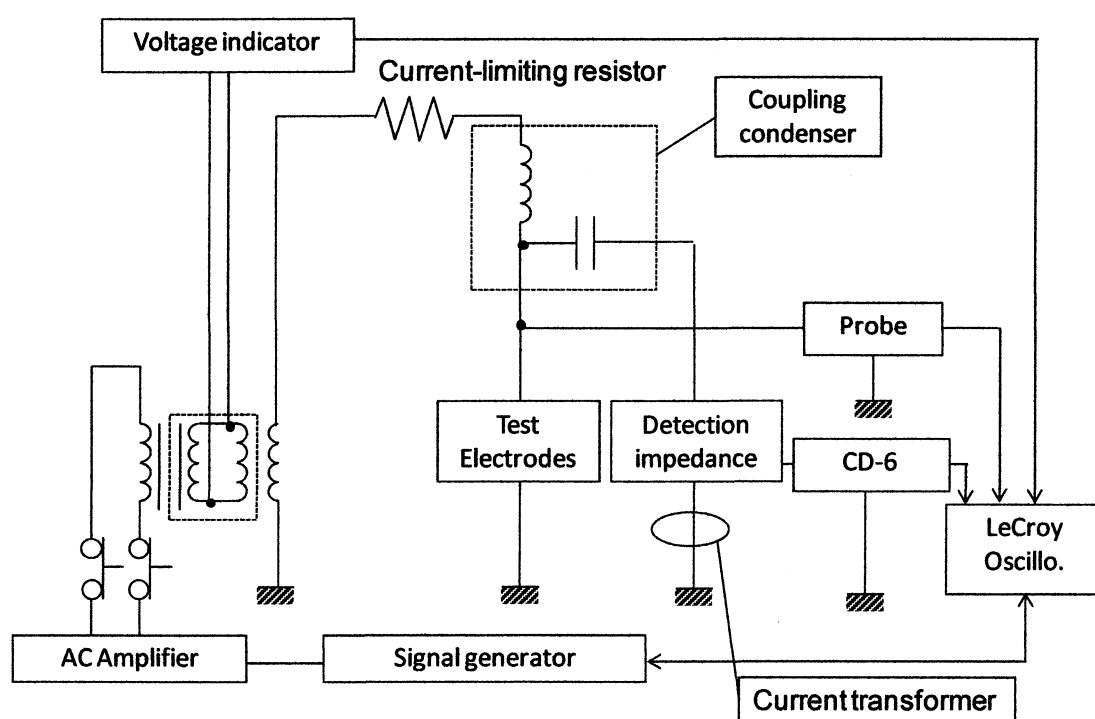 Voltage indicator
Current-limiting resistor
Coupling
condenser
Probe
Test
Electrodes
Detection
impedance
CD-6
LeCroy
Oscillo.
AC Amplifier
Signal generator
Current transformer